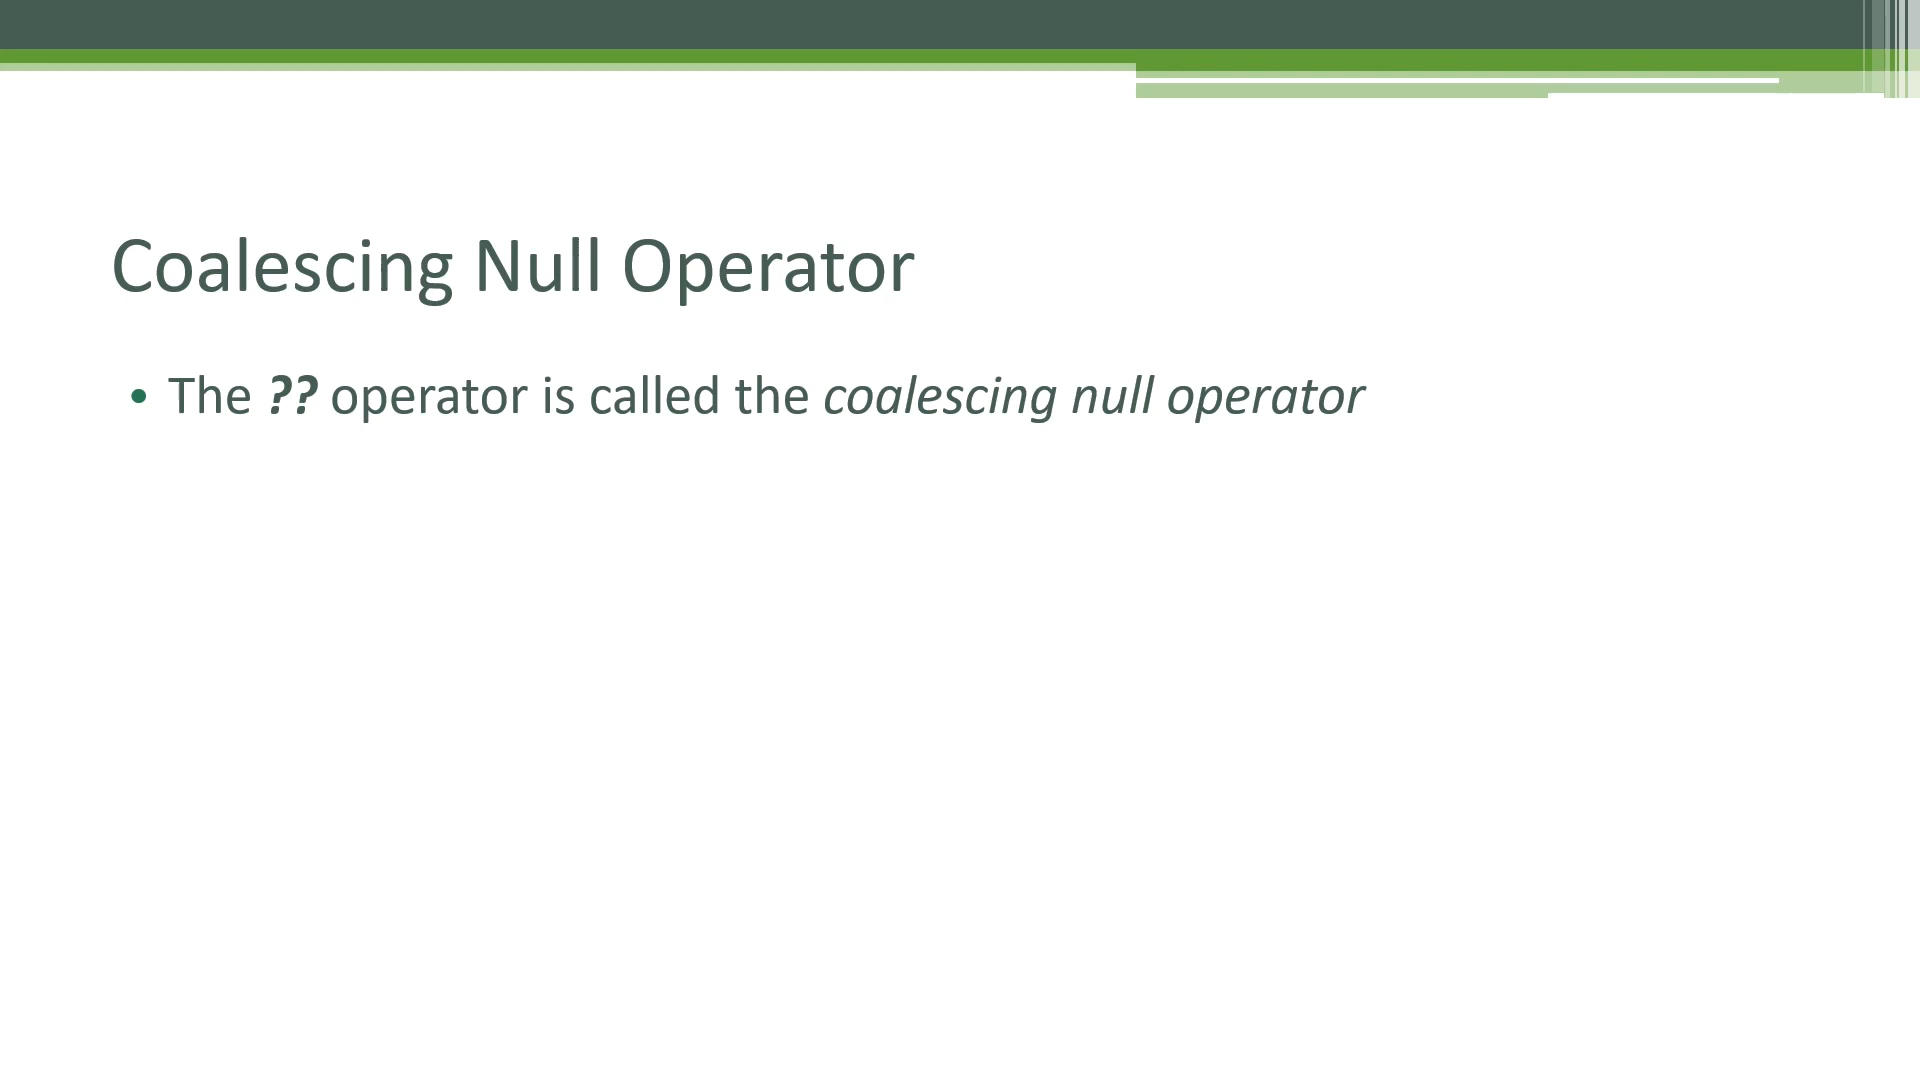 Coalescing Null Operator
• The ?? operator is called the coalescing null operator